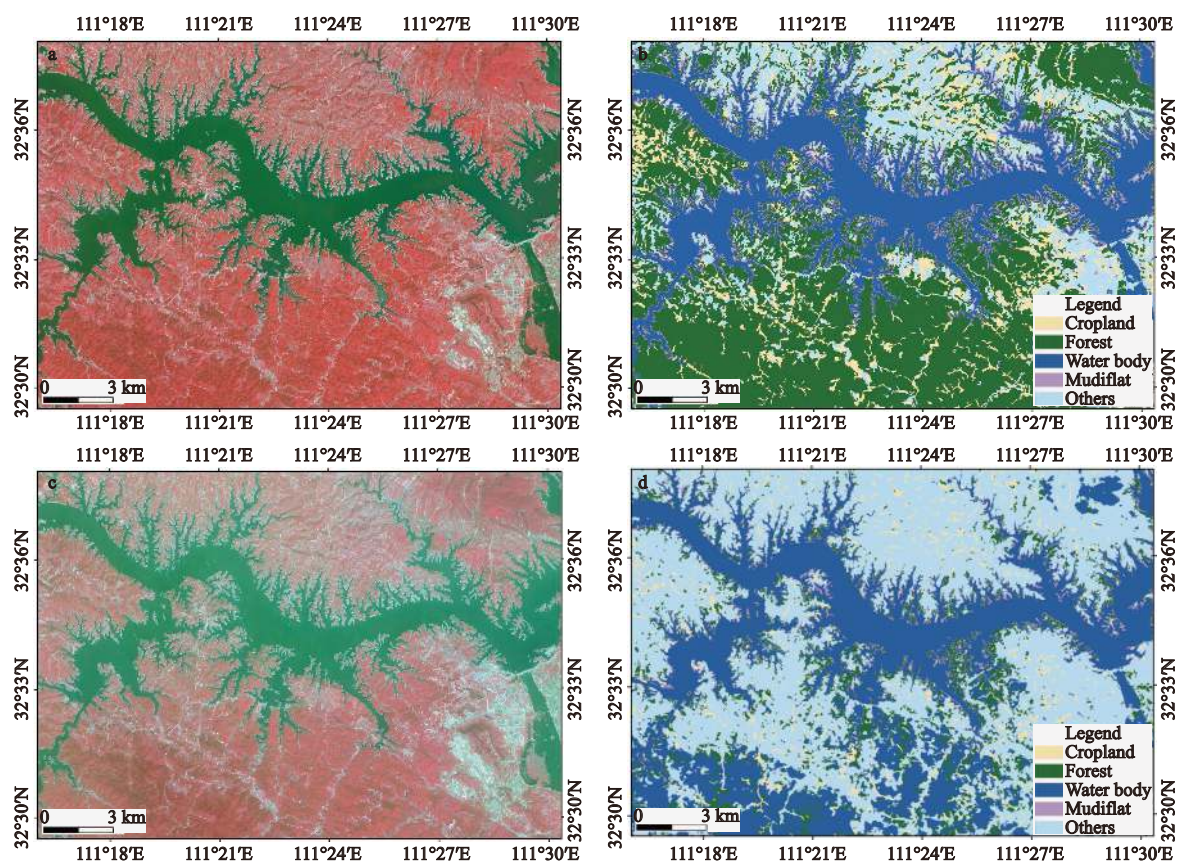 111°18′E 111°21′E 111°24′E 111°27′E 111°30′E
111°18′E 111°21′E 111°24′E 111°27′E 111°30′E
a
32°36′N
32°33′N
32°30′N
0 3 km
32°36′N
32°33′N
32°30′N
b
32°36′N
32°33′N
32°30′N
Legend
Cropland
Forest
Water body
Mudiflat
Others
0 3 km
32°36′N
32°33′N
32°30′N
111°18′E 111°21′E 111°24′E 111°27′E 111°30′E
111°18′E 111°21′E 111°24′E 111°27′E 111°30′E
111°18′E 111°21′E 111°24′E 111°27′E 111°30′E
111°18′E 111°21′E 111°24′E 111°27′E 111°30′E
c
32°36′N
32°33′N
32°30′N
0 3 km
32°36′N
32°33′N
32°30′N
d
32°36′N
32°33′N
32°30′N
Legend
Cropland
Forest
Water body
Mudiflat
Others
0 3 km
32°36′N
32°33′N
32°30′N
111°18′E 111°21′E 111°24′E 111°27′E 111°30′E
111°18′E 111°21′E 111°24′E 111°27′E 111°30′E